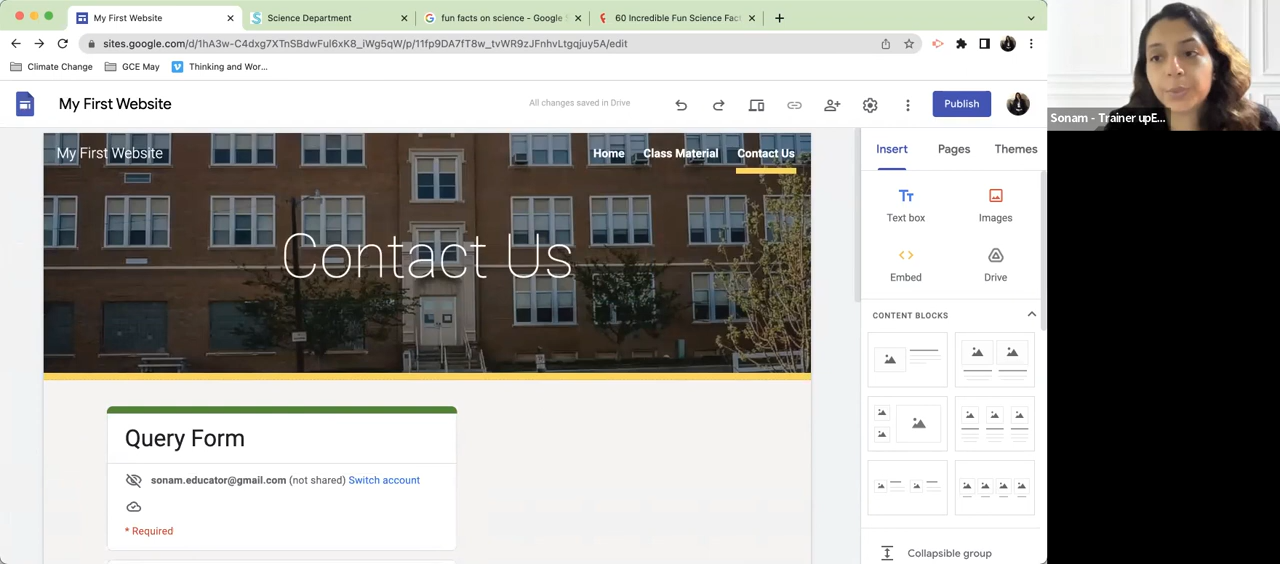 My First Website
Science Department
fun facts on science - Google S
60 Incredible Fun Science Fact
sites.google.com/d/1hA3w-C4dxg7XTnSBdwFul6xK8_iWg5qW/p/11fp9DA7fT8w_tvWR9zJFnhvLtgqjuy5A/edit
Climate Change
GCE May
Thinking and Wor...
My First Website
All changes saved in Drive
Publish
Sonam - Trainer upE...
My First Website
Home
Class Material
Contact Us
Insert
Pages
Themes
Text box
Images
Contact Us
Embed
Drive
CONTENT BLOCKS
Query Form
sonam.educator@gmail.com (not shared) Switch account
* Required
Collapsible group